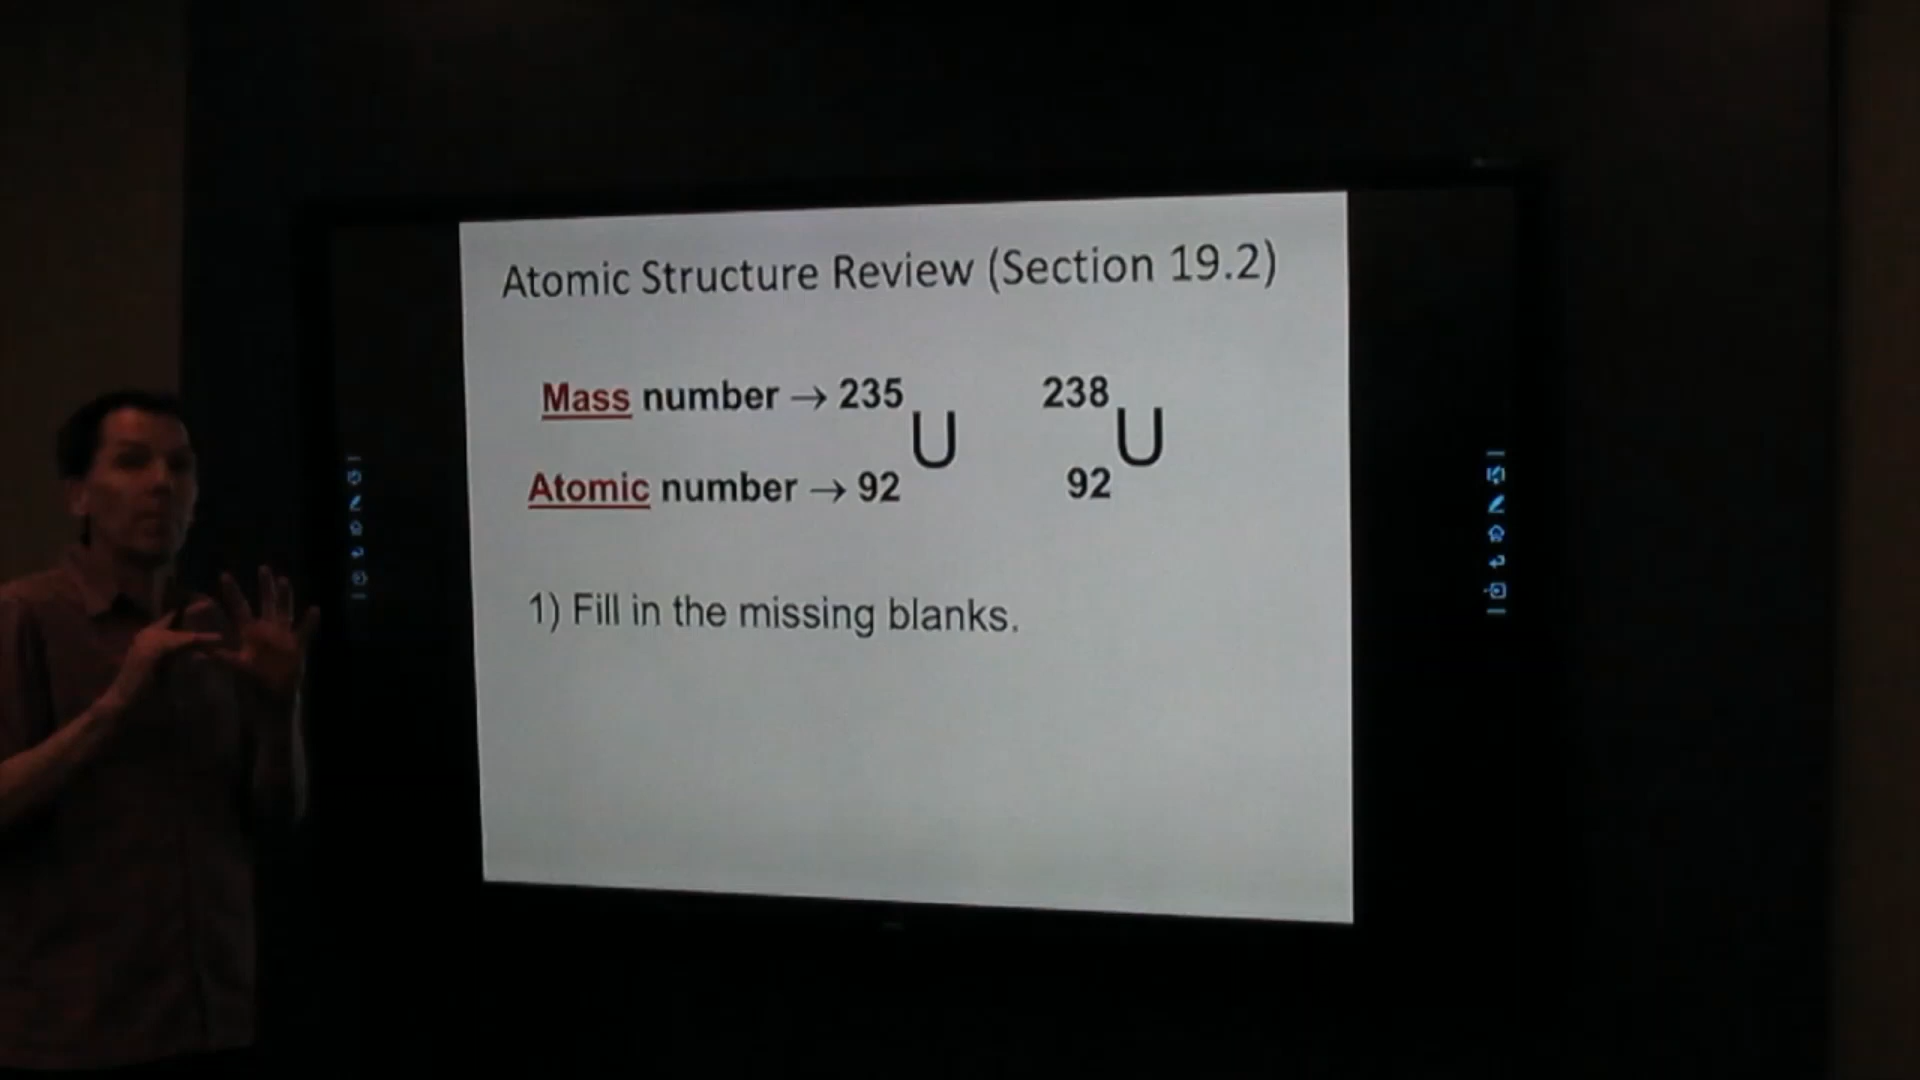 Atomic Structure Review (Section 19.2)
Mass number → 235 U 238 U
Atomic number → 92 92
1) Fill in the missing blanks.